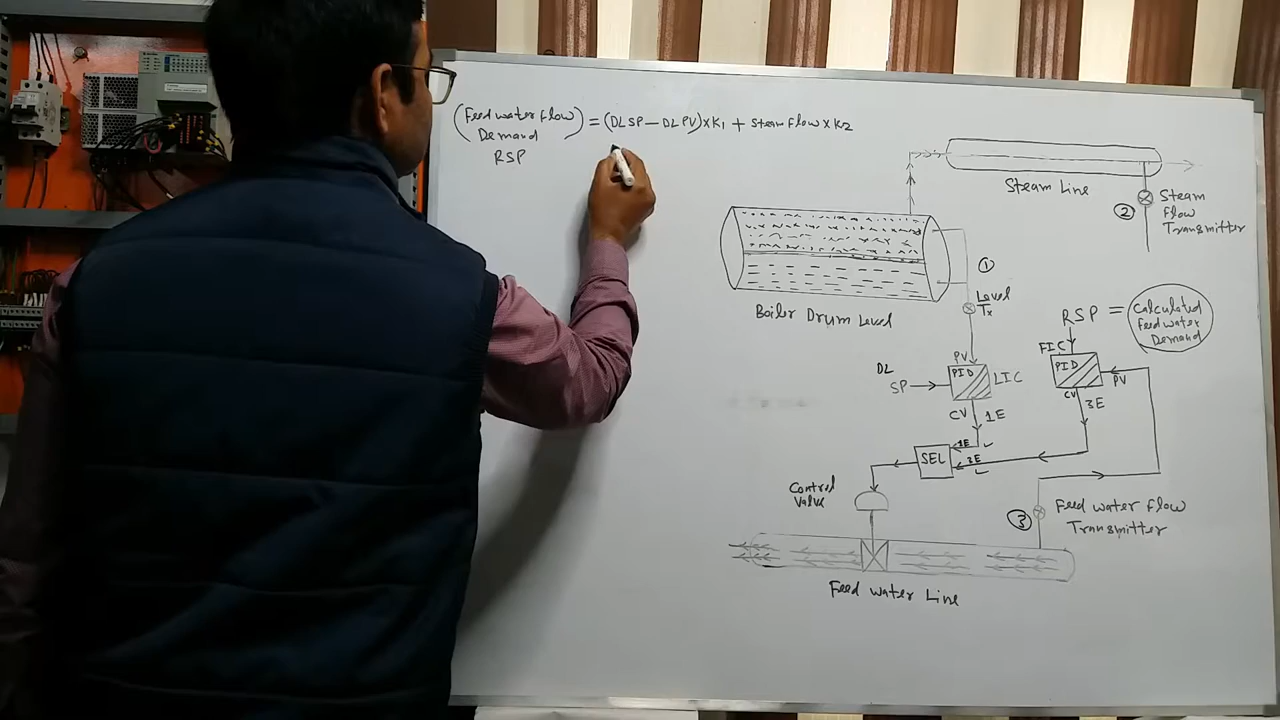 (Feed water Flow Demand RSP) = (DLSP - DLPV)×K1 + Steam Flow×K2
Steam Line
②
Steam
Flow
Transmitter
①
Level
Tx
Boiler Drum Level
RSP = Calculated
Feed water
Demand
FIC
PID
PV
CV
3E
PV
PID
LIC
DL
SP
CV
1E
SEL
1E ✓
3E ✓
Control
Valve
③
Feed water Flow
Transmitter
Feed water Line